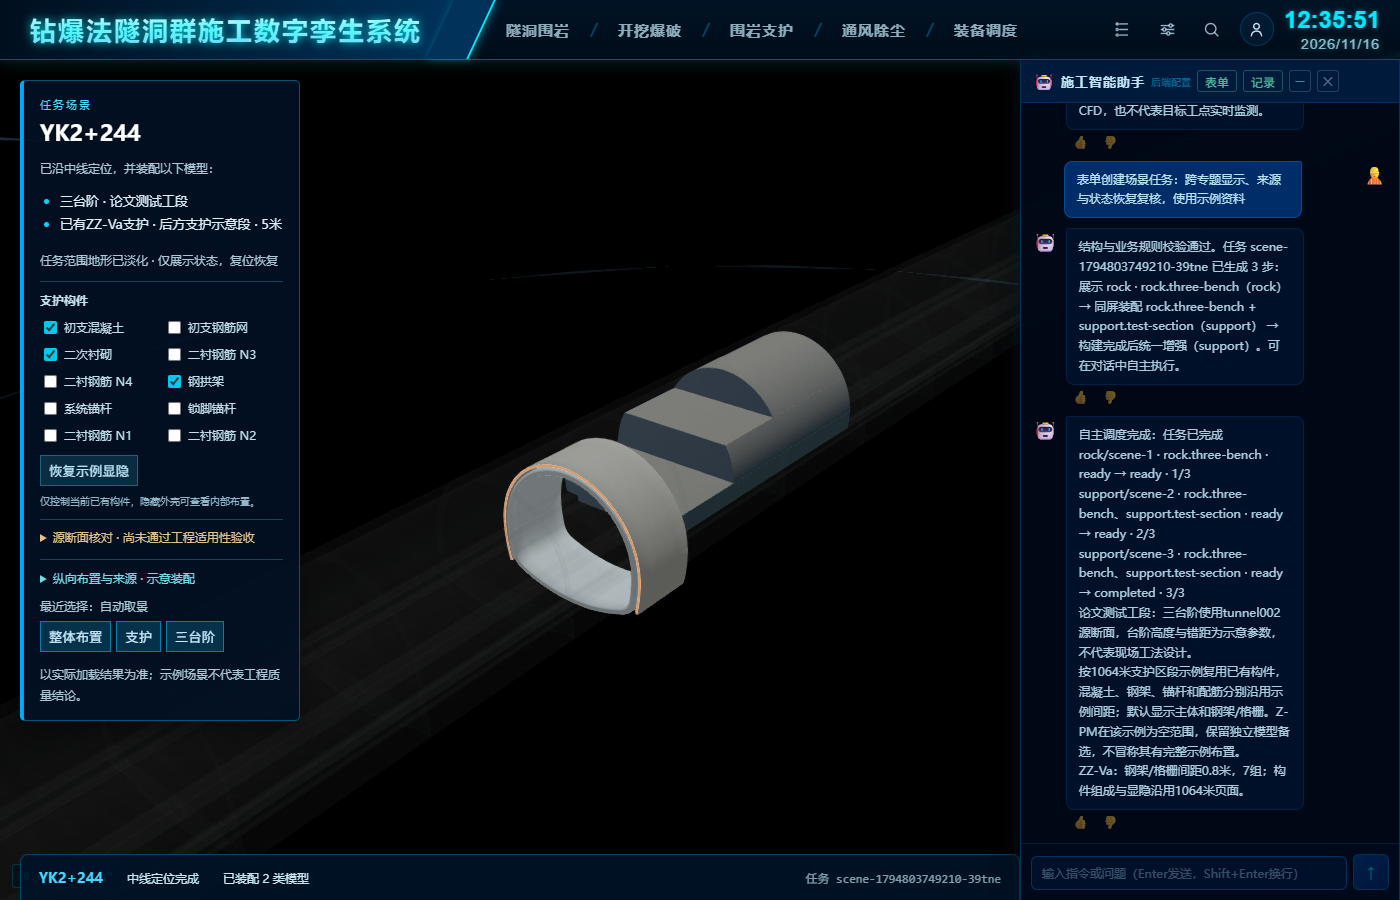 钻爆法隧洞群施工数字孪生系统
隧洞围岩 / 开挖爆破 / 围岩支护 / 通风除尘 / 装备调度
12:35:51
2026/11/16
任务场景
YK2+244
已沿中线定位，并装配以下模型：
三台阶 · 论文测试工段
已有ZZ-Va支护 · 后方支护示意段 · 5米
任务范围地形已淡化 · 仅展示状态，复位恢复
支护构件
初支混凝土 初支钢筋网
二次衬砌 二衬钢筋 N3
二衬钢筋 N4 钢拱架
系统锚杆 锁脚锚杆
二衬钢筋 N1 二衬钢筋 N2
恢复示例显隐
仅控制当前已有构件，隐藏外壳可查看内部布置。
源断面核对 · 尚未通过工程适用性验收
纵向布置与来源 · 示意装配
最近选择：自动取景
整体布置 支护 三台阶
以实际加载结果为准；示例场景不代表工程质
量结论。
YK2+244 中线定位完成 已装配 2 类模型 任务 scene-1794803749210-39tne
施工智能助手 后端配置 表单 记录
CFD，也不代表目标工点实时监测。
表单创建场景任务：跨专题显示、来源
与状态恢复复核，使用示例资料
结构与业务规则校验通过。任务 scene-
1794803749210-39tne 已生成 3 步：
展示 rock · rock.three-bench（rock）
→ 同屏装配 rock.three-bench +
support.test-section（support） →
构建完成后统一增强（support）。可
在对话中自主执行。
自主调度完成：任务已完成
rock/scene-1 · rock.three-bench ·
ready → ready · 1/3
support/scene-2 · rock.three-
bench、support.test-section · ready
→ ready · 2/3
support/scene-3 · rock.three-
bench、support.test-section · ready
→ completed · 3/3
论文测试工段：三台阶使用tunnel002
源断面，台阶高度与错距为示意参数，
不代表现场工法设计。
按1064米支护区段示例复用已有构件，
混凝土、钢架、锚杆和配筋分别沿用示
例间距；默认显示主体和钢架/格栅。Z-
PM在该示例为空范围，保留独立模型备
选，不冒称其有完整示例布置。
ZZ-Va：钢架/格栅间距0.8米，7组；构
件组成与显隐沿用1064米页面。
输入指令或问题（Enter发送，Shift+Enter换行）